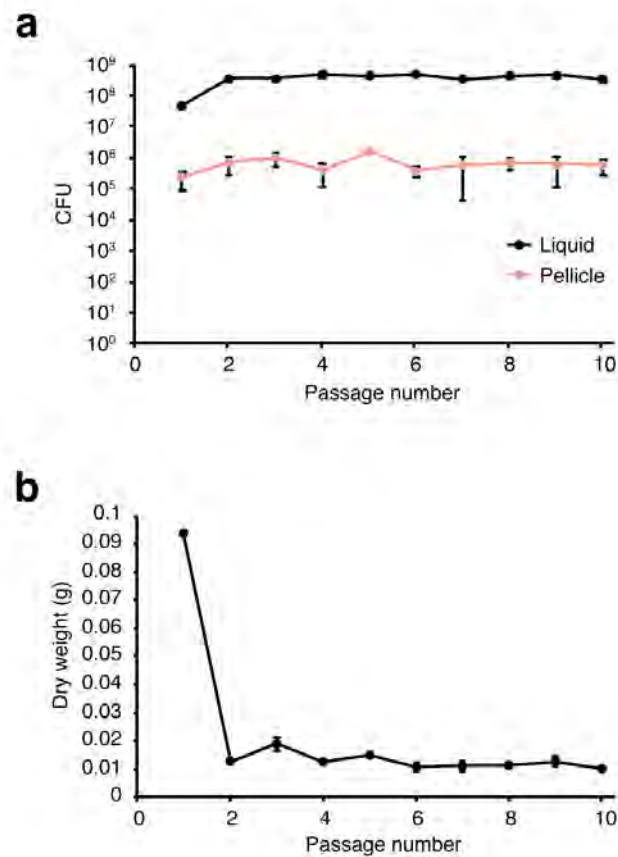 a
10⁹
10⁸
10⁷
10⁶
10⁵
10⁴
10³
10²
10¹
10⁰
CFU
Liquid
Pellicle
0 2 4 6 8 10
Passage number
b
0.1
0.09
0.08
0.07
0.06
0.05
0.04
0.03
0.02
0.01
0
Dry weight (g)
0 2 4 6 8 10
Passage number